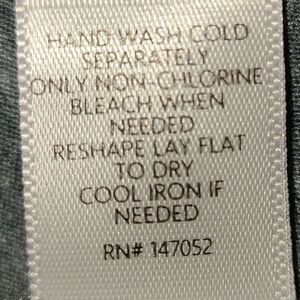 HAND WASH COLD
SEPARATELY
ONLY NON-CHLORINE
BLEACH WHEN
NEEDED
RESHAPE LAY FLAT
TO DRY
COOL IRON IF
NEEDED
RN# 147052